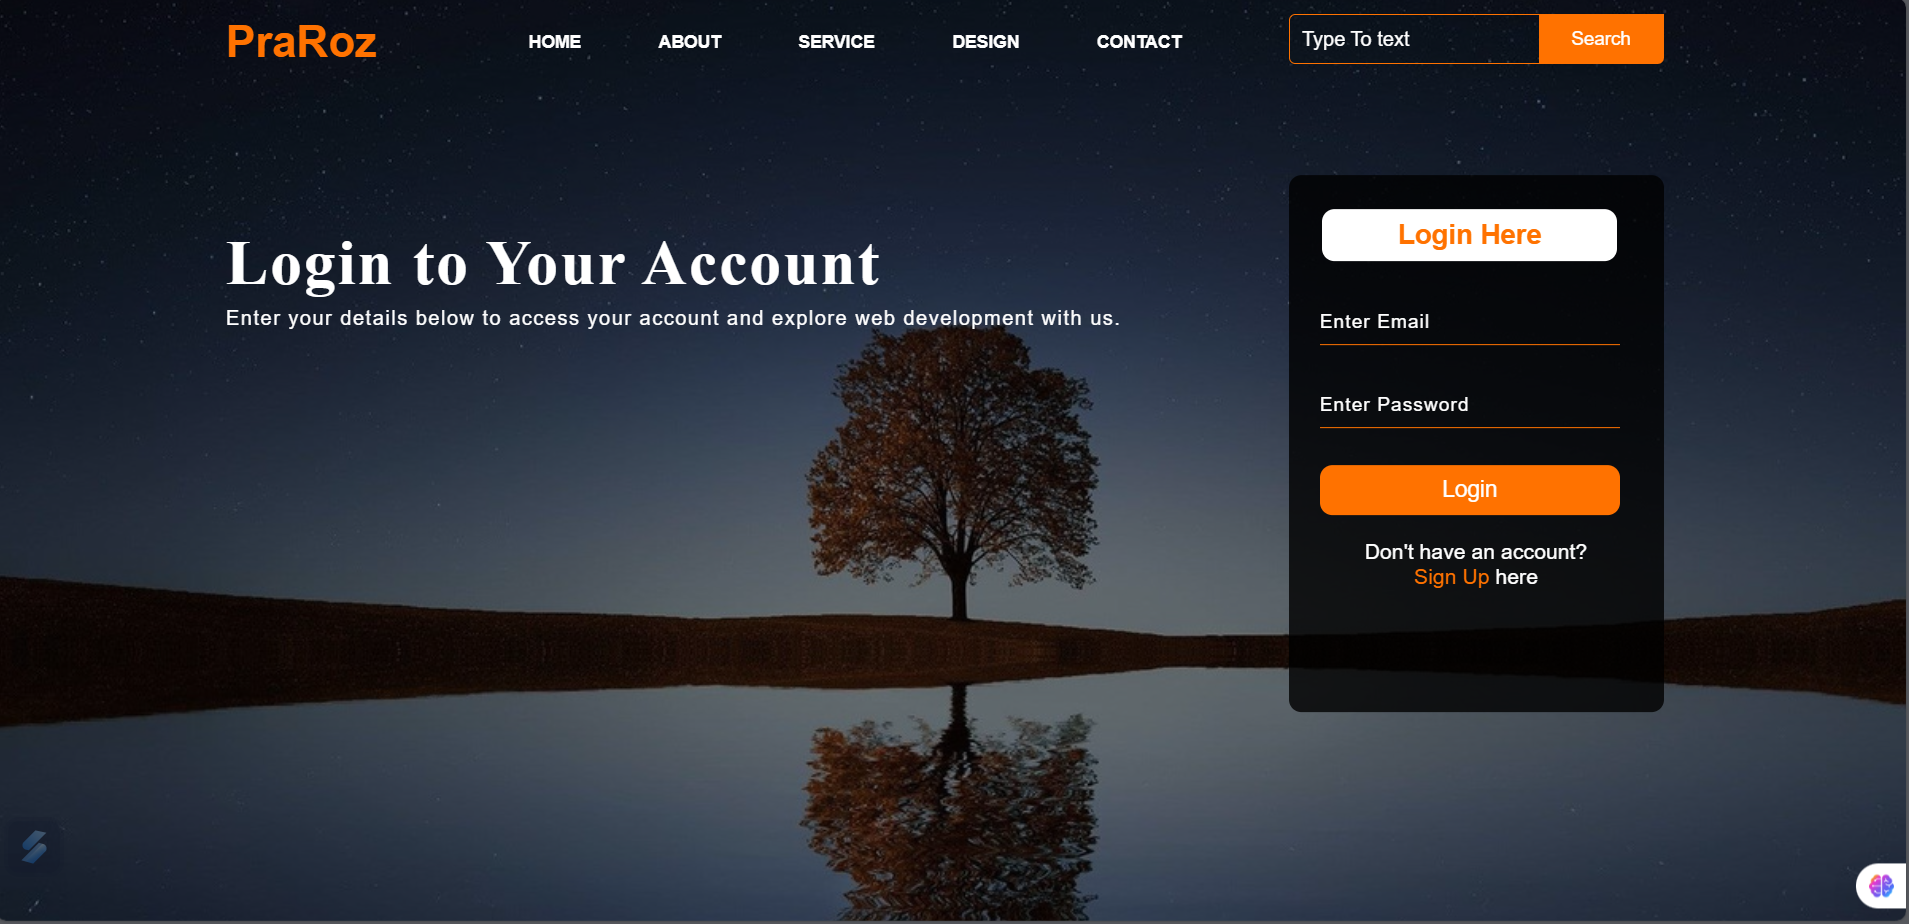 PraRoz
HOME ABOUT SERVICE DESIGN CONTACT
Type To text Search
Login to Your Account
Enter your details below to access your account and explore web development with us.
Login Here
Enter Email
Enter Password
Login
Don't have an account?
Sign Up here